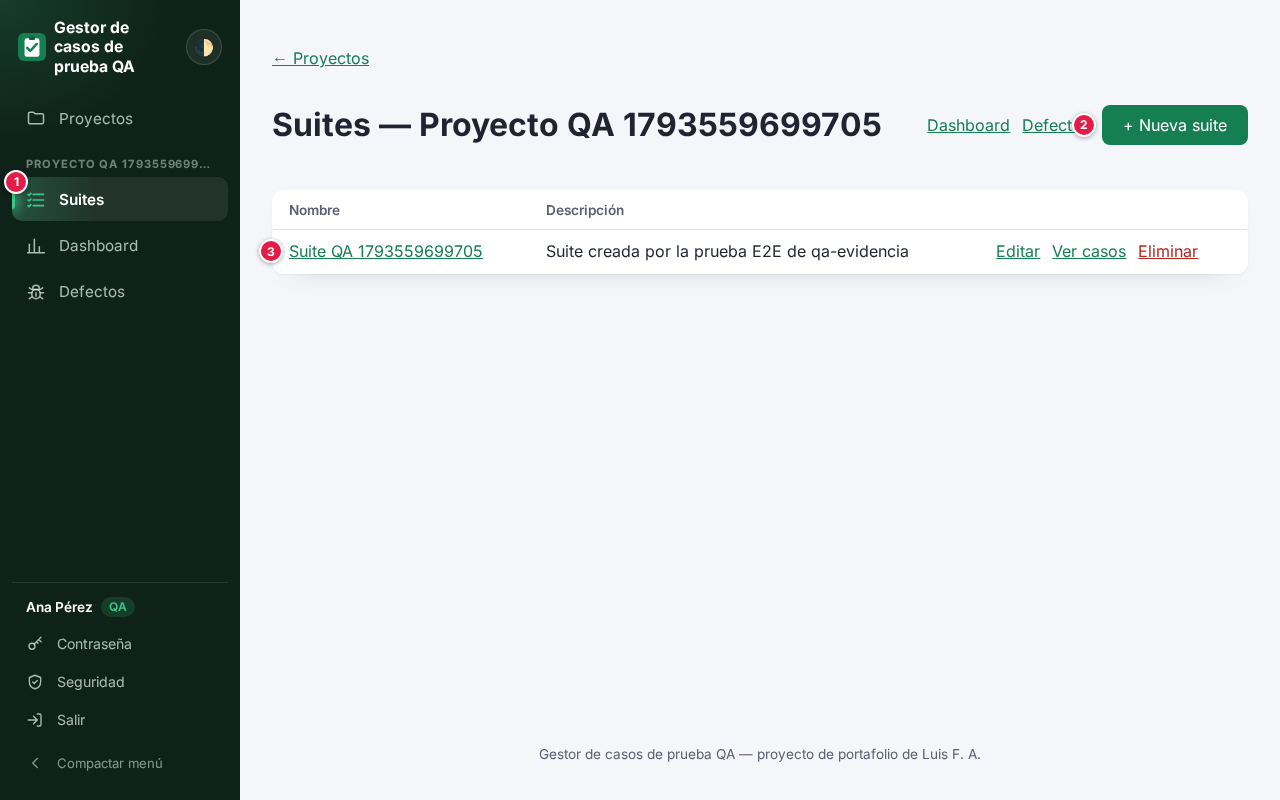 Gestor de
casos de
prueba QA
Proyectos
PROYECTO QA 1793559699...
1
Suites
Dashboard
Defectos
Ana Pérez QA
Contraseña
Seguridad
Salir
Compactar menú
← Proyectos
Suites — Proyecto QA 1793559699705
Dashboard Defect 2 + Nueva suite
Nombre Descripción
3 Suite QA 1793559699705 Suite creada por la prueba E2E de qa-evidencia Editar Ver casos Eliminar
Gestor de casos de prueba QA — proyecto de portafolio de Luis F. A.